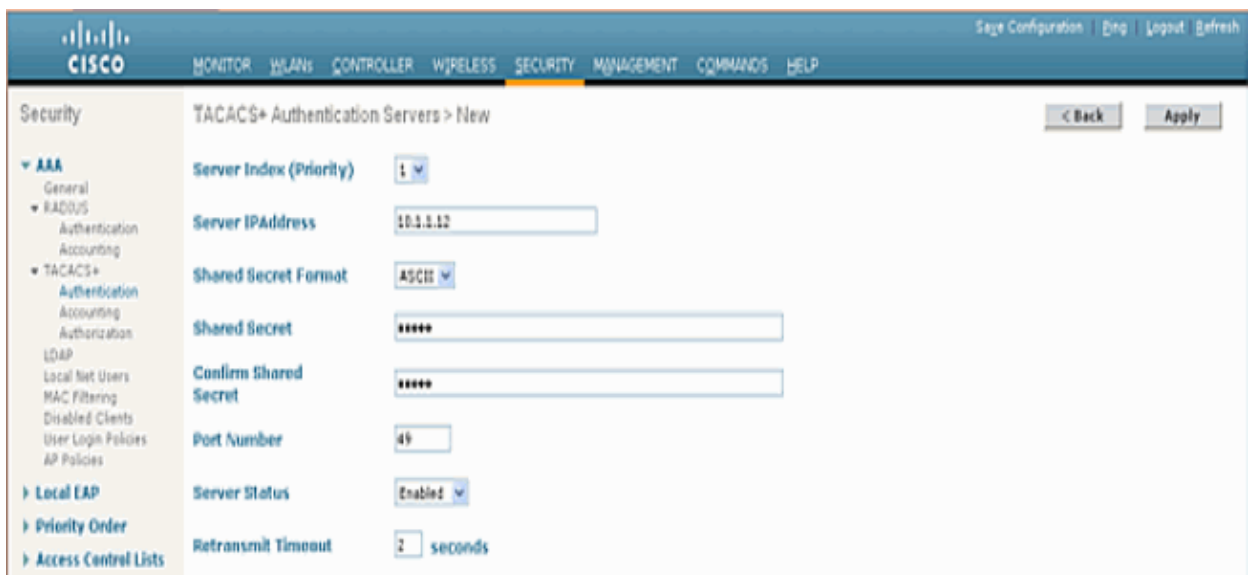 Save Configuration | Ping | Logout | Refresh
CISCO
MONITOR WLANs CONTROLLER WIRELESS SECURITY MANAGEMENT COMMANDS HELP
Security
TACACS+ Authentication Servers > New
< Back
Apply
AAA
General
RADIUS
Authentication
Accounting
TACACS+
Authentication
Accounting
Authorization
LDAP
Local Net Users
MAC Filtering
Disabled Clients
User Login Policies
AP Policies
Local EAP
Priority Order
Access Control Lists
Server Index (Priority) 1
Server IPAddress 10.1.1.12
Shared Secret Format ASCII
Shared Secret •••••
Confirm Shared
Secret •••••
Port Number 49
Server Status Enabled
Retransmit Timeout 2 seconds